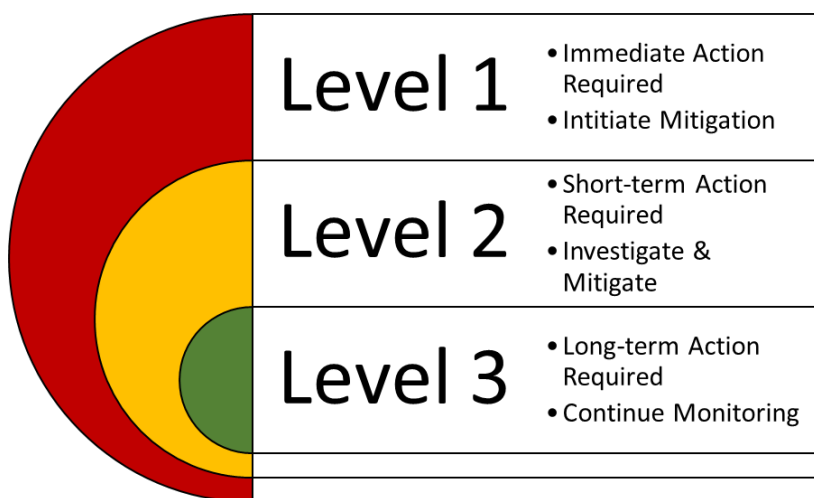 Level 1
• Immediate Action
Required
• Intitiate Mitigation
Level 2
• Short-term Action
Required
• Investigate &
Mitigate
Level 3
• Long-term Action
Required
• Continue Monitoring